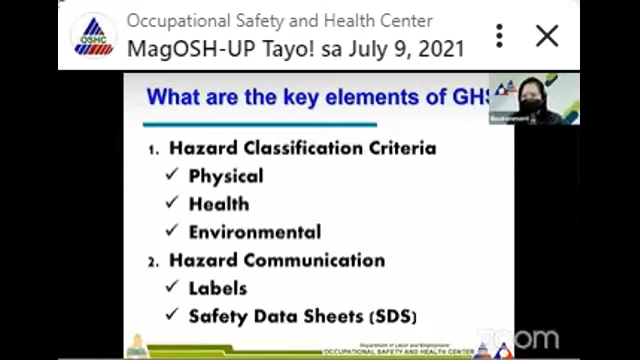 Occupational Safety and Health Center
OSHC
MagOSH-UP Tayo! sa July 9, 2021
What are the key elements of GHS
1. Hazard Classification Criteria
✓ Physical
✓ Health
✓ Environmental
2. Hazard Communication
✓ Labels
✓ Safety Data Sheets (SDS)
Department of Labor and Employment
OCCUPATIONAL SAFETY AND HEALTH CENTER
zoom